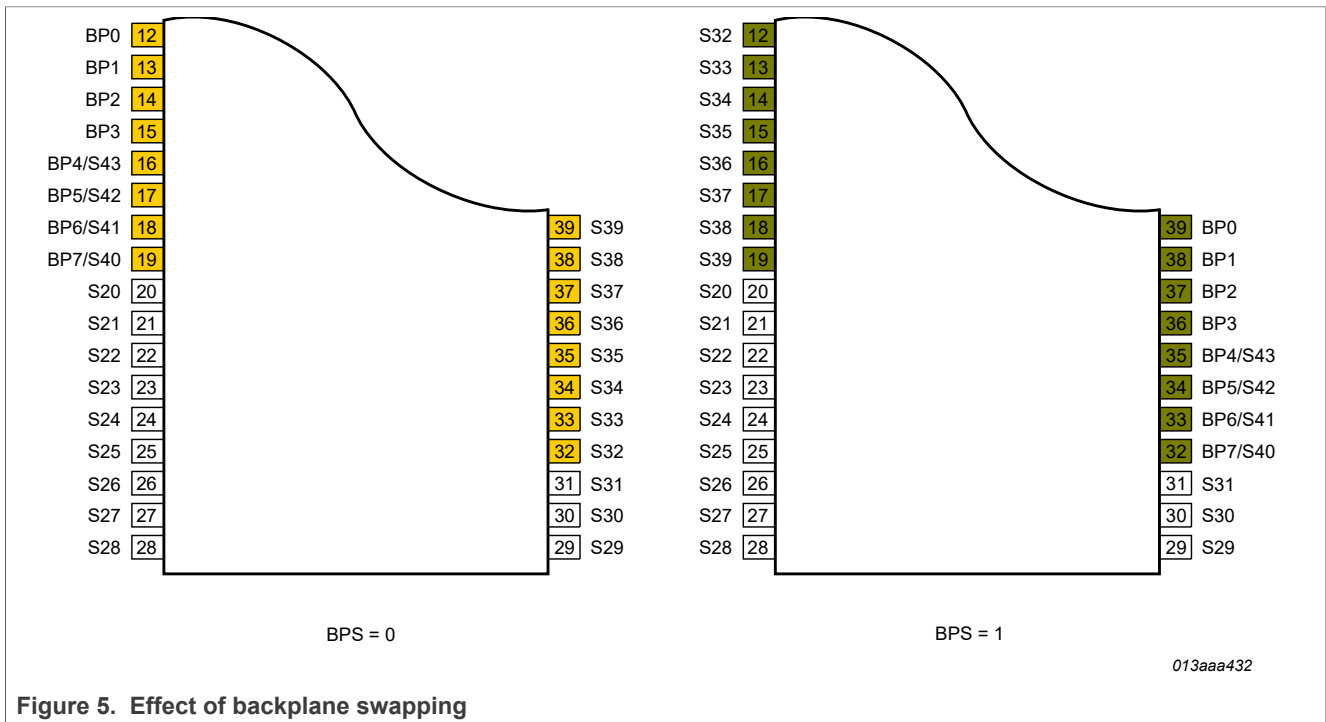 BP0 12
BP1 13
BP2 14
BP3 15
BP4/S43 16
BP5/S42 17
BP6/S41 18
BP7/S40 19
S20 20
S21 21
S22 22
S23 23
S24 24
S25 25
S26 26
S27 27
S28 28
39 S39
38 S38
37 S37
36 S36
35 S35
34 S34
33 S33
32 S32
31 S31
30 S30
29 S29
BPS = 0
S32 12
S33 13
S34 14
S35 15
S36 16
S37 17
S38 18
S39 19
S20 20
S21 21
S22 22
S23 23
S24 24
S25 25
S26 26
S27 27
S28 28
39 BP0
38 BP1
37 BP2
36 BP3
35 BP4/S43
34 BP5/S42
33 BP6/S41
32 BP7/S40
31 S31
30 S30
29 S29
BPS = 1
013aaa432
Figure 5. Effect of backplane swapping